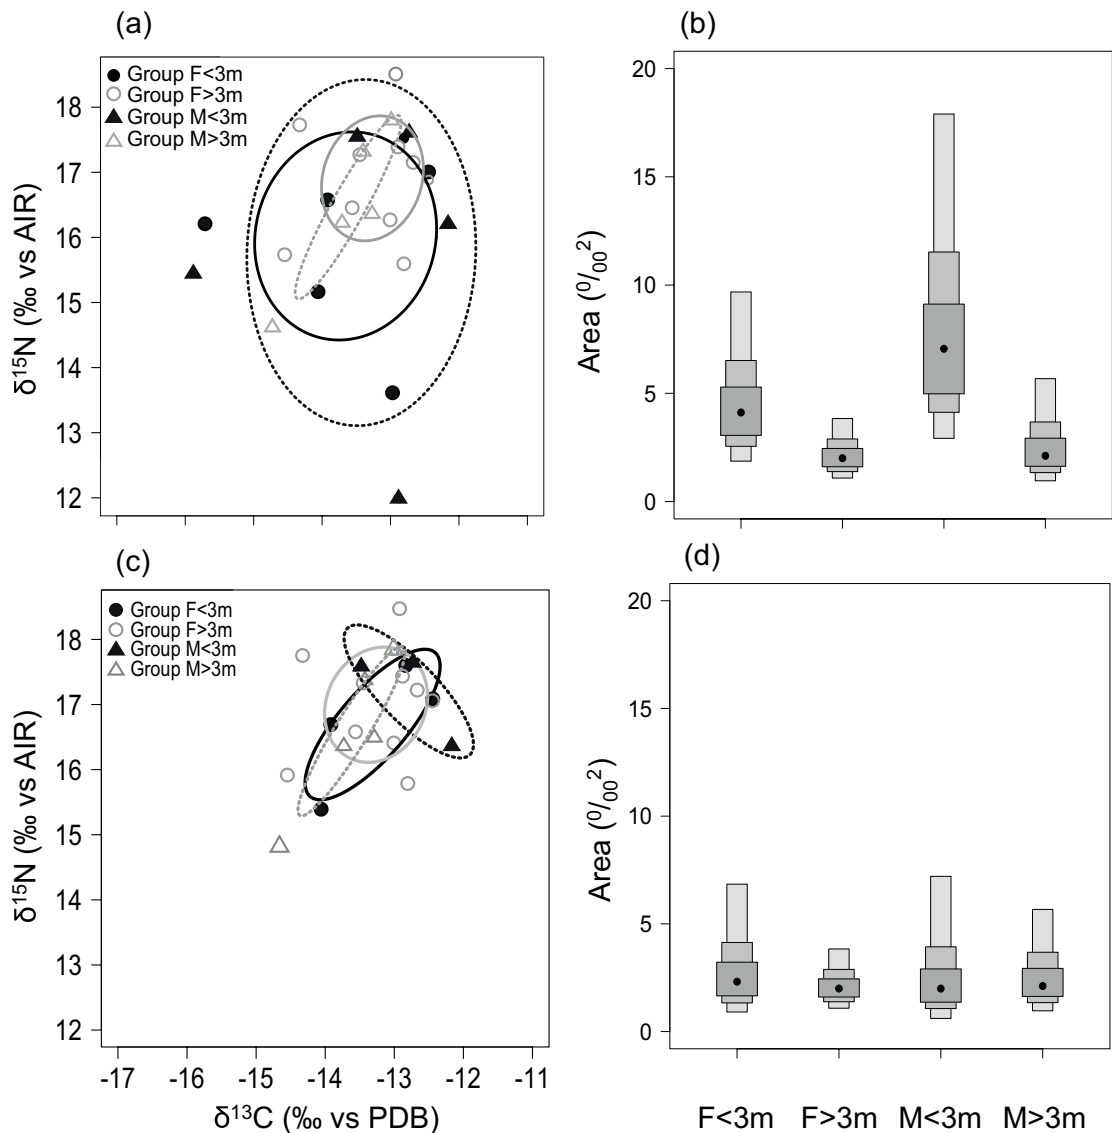 (a)
Group F<3m
Group F>3m
Group M<3m
Group M>3m
18
17
16
15
14
13
12
δ¹⁵N (‰ vs AIR)
(b)
20
15
10
5
0
Area (⁰/₀₀²)
(c)
Group F<3m
Group F>3m
Group M<3m
Group M>3m
18
17
16
15
14
13
12
δ¹⁵N (‰ vs AIR)
-17 -16 -15 -14 -13 -12 -11
δ¹³C (‰ vs PDB)
(d)
20
15
10
5
0
Area (⁰/₀₀²)
F<3m F>3m M<3m M>3m